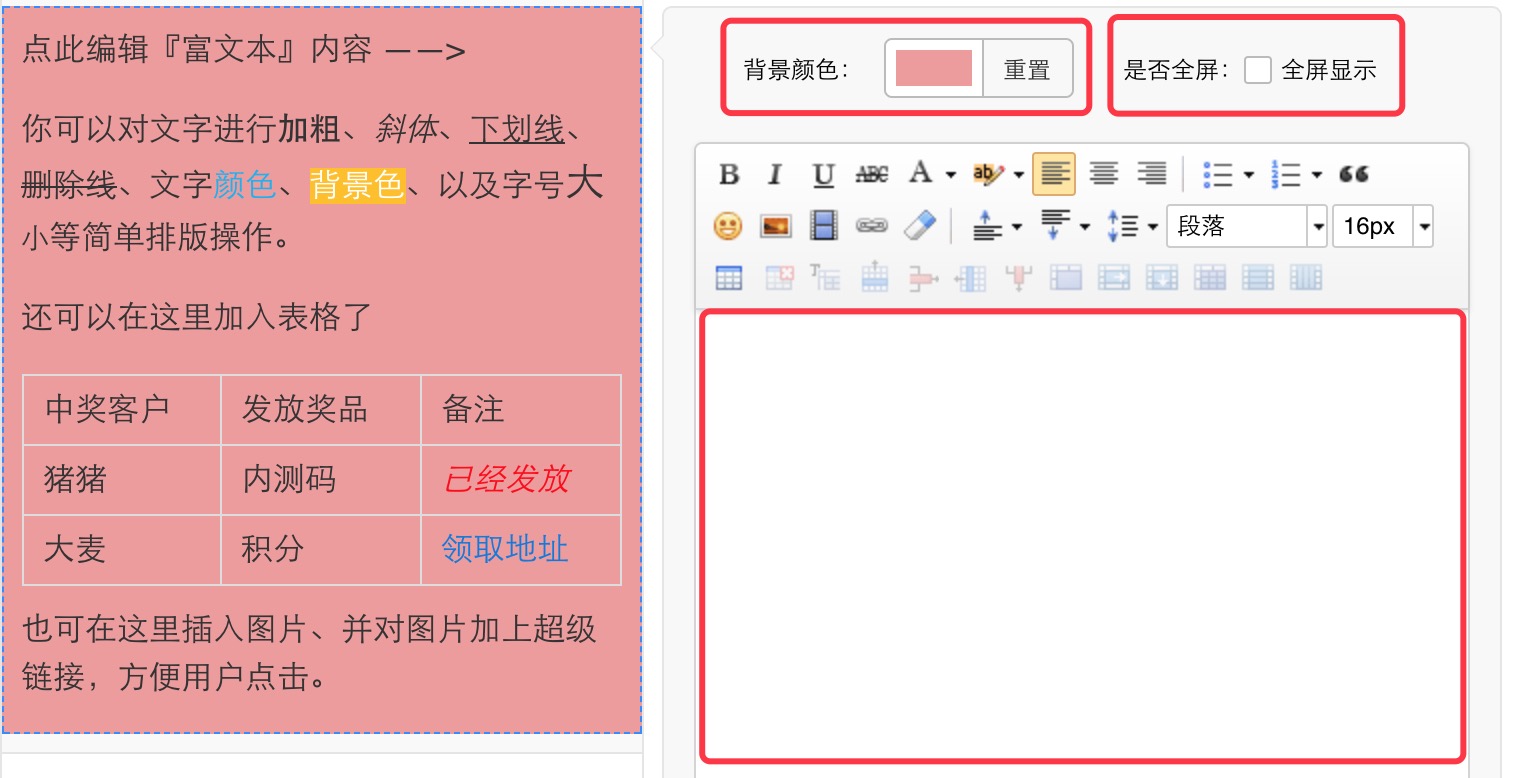 点此编辑『富文本』内容 ——>
你可以对文字进行加粗、斜体、下划线、
删除线、文字颜色、背景色、以及字号大
小等简单排版操作。
还可以在这里加入表格了
中奖客户 发放奖品 备注
猪猪 内测码 已经发放
大麦 积分 领取地址
也可在这里插入图片、并对图片加上超级
链接，方便用户点击。
背景颜色： 重置 是否全屏： 全屏显示
B I U ABC A ab
段落 16px